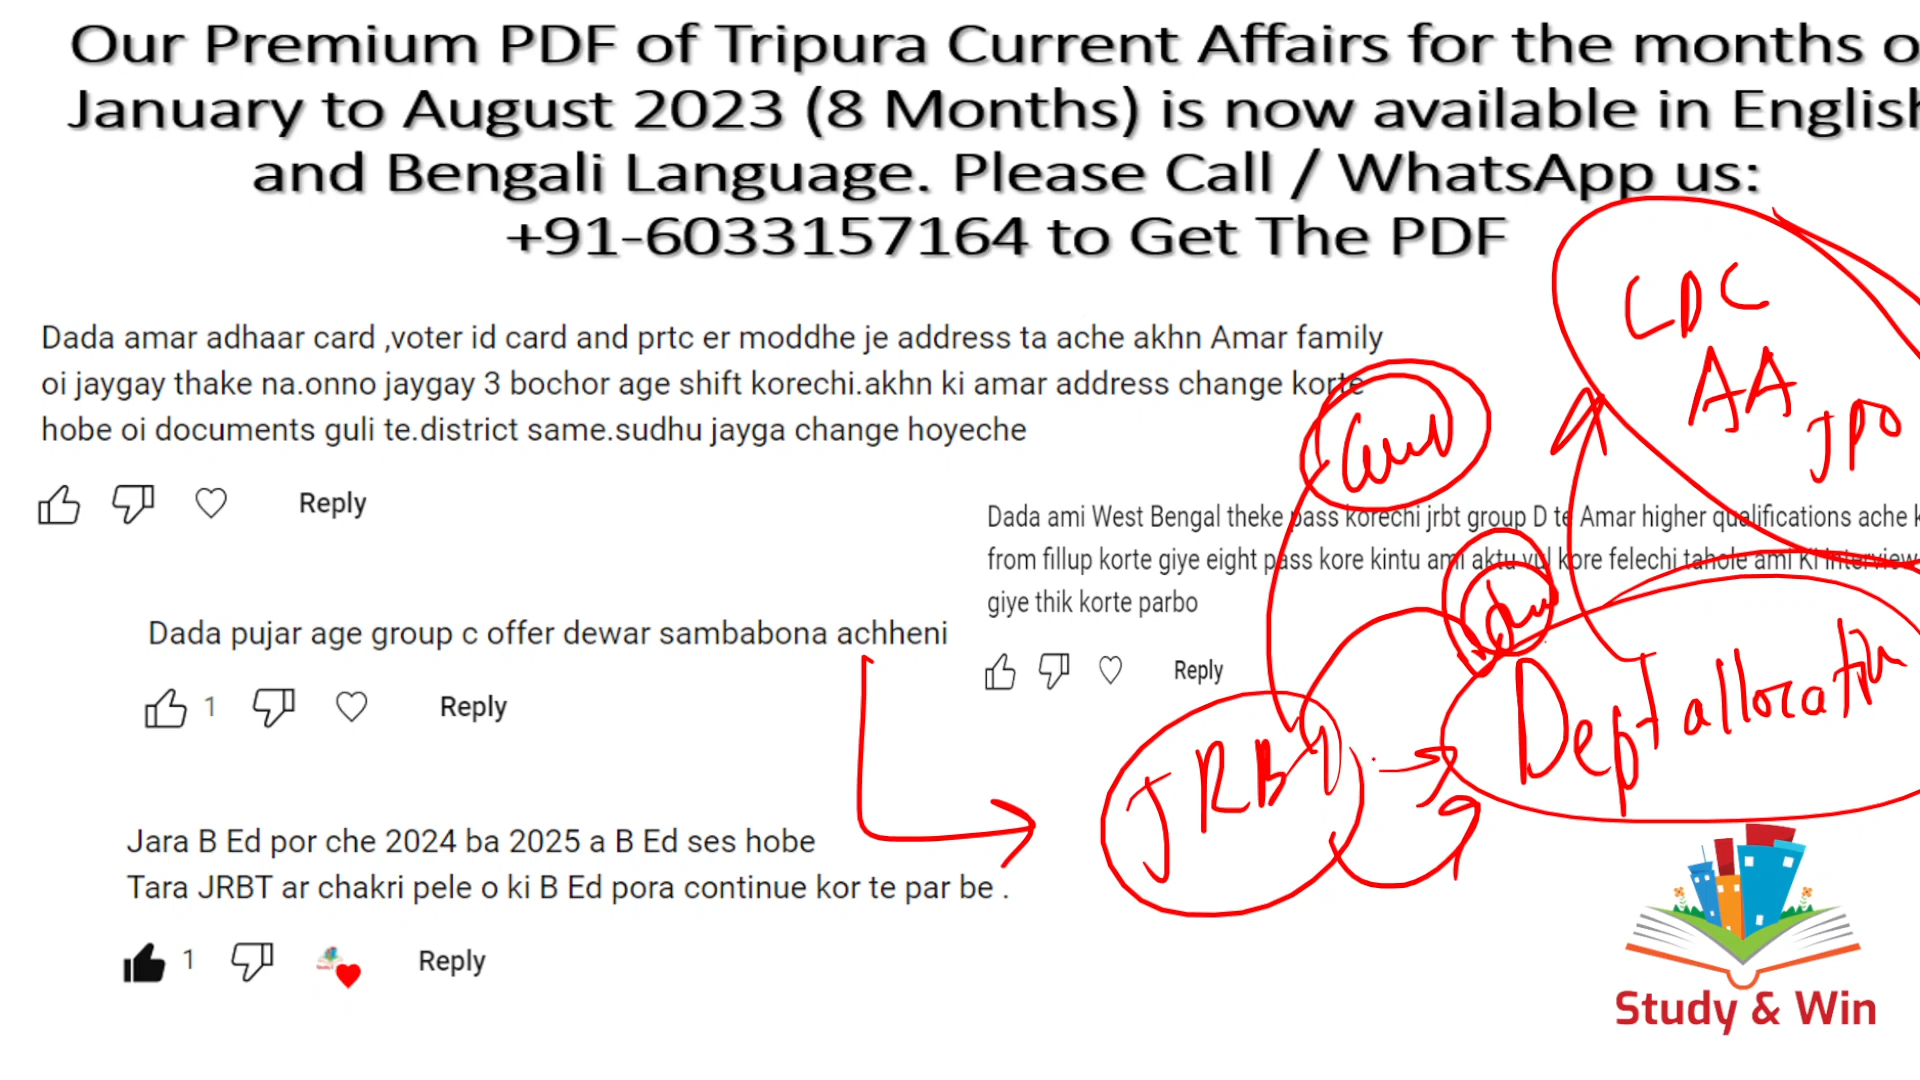 Our Premium PDF of Tripura Current Affairs for the months o
January to August 2023 (8 Months) is now available in English
and Bengali Language. Please Call / WhatsApp us:
+91-6033157164 to Get The PDF
Dada amar adhaar card ,voter id card and prtc er moddhe je address ta ache akhn Amar family
oi jaygay thake na.onno jaygay 3 bochor age shift korechi.akhn ki amar address change korte
hobe oi documents guli te.district same.sudhu jayga change hoyeche
Reply
Dada ami West Bengal theke pass korechi jrbt group D te Amar higher qualifications ache k
from fillup korte giye eight pass kore kintu ami aktu vul kore felechi tahole ami Ki interview
giye thik korte parbo
Reply
Dada pujar age group c offer dewar sambabona achheni
1
Reply
Jara B Ed por che 2024 ba 2025 a B Ed ses hobe
Tara JRBT ar chakri pele o ki B Ed pora continue kor te par be .
1
Reply
LDC
AA
JPO
JRBT
Dept allocation
Study & Win